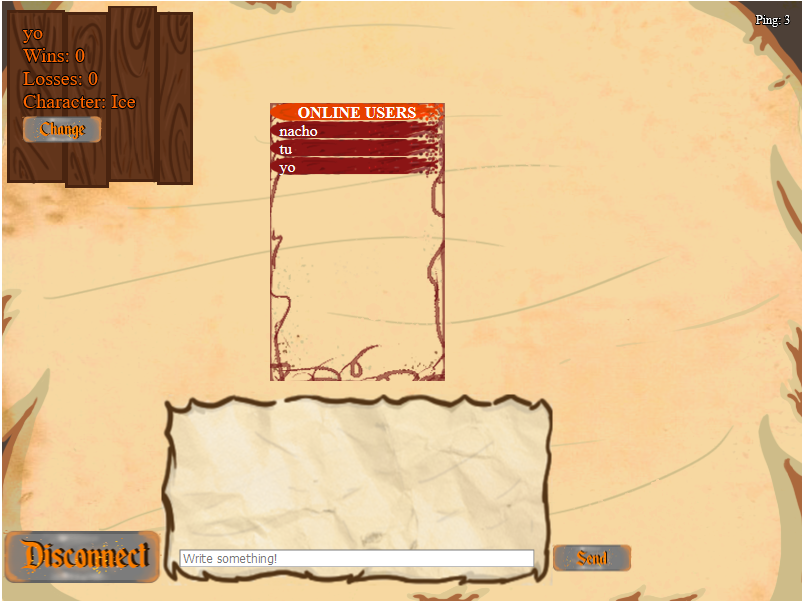 yo
Wins: 0
Losses: 0
Character: Ice
Change
Ping: 3
ONLINE USERS
nacho
tu
yo
Write something!
Disconnect
Send